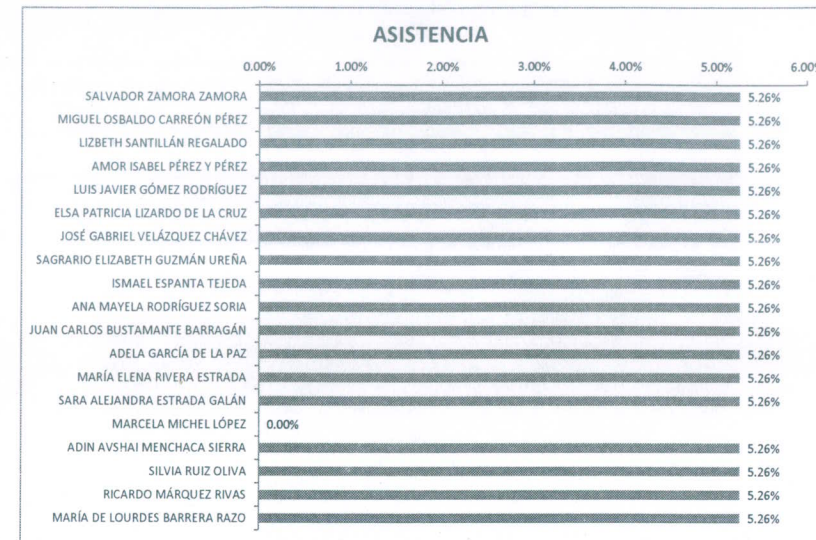 ASISTENCIA
0.00% 1.00% 2.00% 3.00% 4.00% 5.00% 6.00%
SALVADOR ZAMORA ZAMORA 5.26%
MIGUEL OSBALDO CARREÓN PÉREZ 5.26%
LIZBETH SANTILLÁN REGALADO 5.26%
AMOR ISABEL PÉREZ Y PÉREZ 5.26%
LUIS JAVIER GÓMEZ RODRÍGUEZ 5.26%
ELSA PATRICIA LIZARDO DE LA CRUZ 5.26%
JOSÉ GABRIEL VELÁZQUEZ CHÁVEZ 5.26%
SAGRARIO ELIZABETH GUZMÁN UREÑA 5.26%
ISMAEL ESPANTA TEJEDA 5.26%
ANA MAYELA RODRÍGUEZ SORIA 5.26%
JUAN CARLOS BUSTAMANTE BARRAGÁN 5.26%
ADELA GARCÍA DE LA PAZ 5.26%
MARÍA ELENA RIVERA ESTRADA 5.26%
SARA ALEJANDRA ESTRADA GALÁN 5.26%
MARCELA MICHEL LÓPEZ 0.00%
ADIN AVSHAI MENCHACA SIERRA 5.26%
SILVIA RUIZ OLIVA 5.26%
RICARDO MÁRQUEZ RIVAS 5.26%
MARÍA DE LOURDES BARRERA RAZO 5.26%